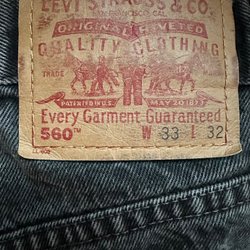 LEVI STRAUSS & CO.
ORIGINAL RIVETED
QUALITY CLOTHING
TRADE MARK
PATENTED IN U.S. MAY 20 1873
Every Garment Guaranteed
560™ W 33 L 32